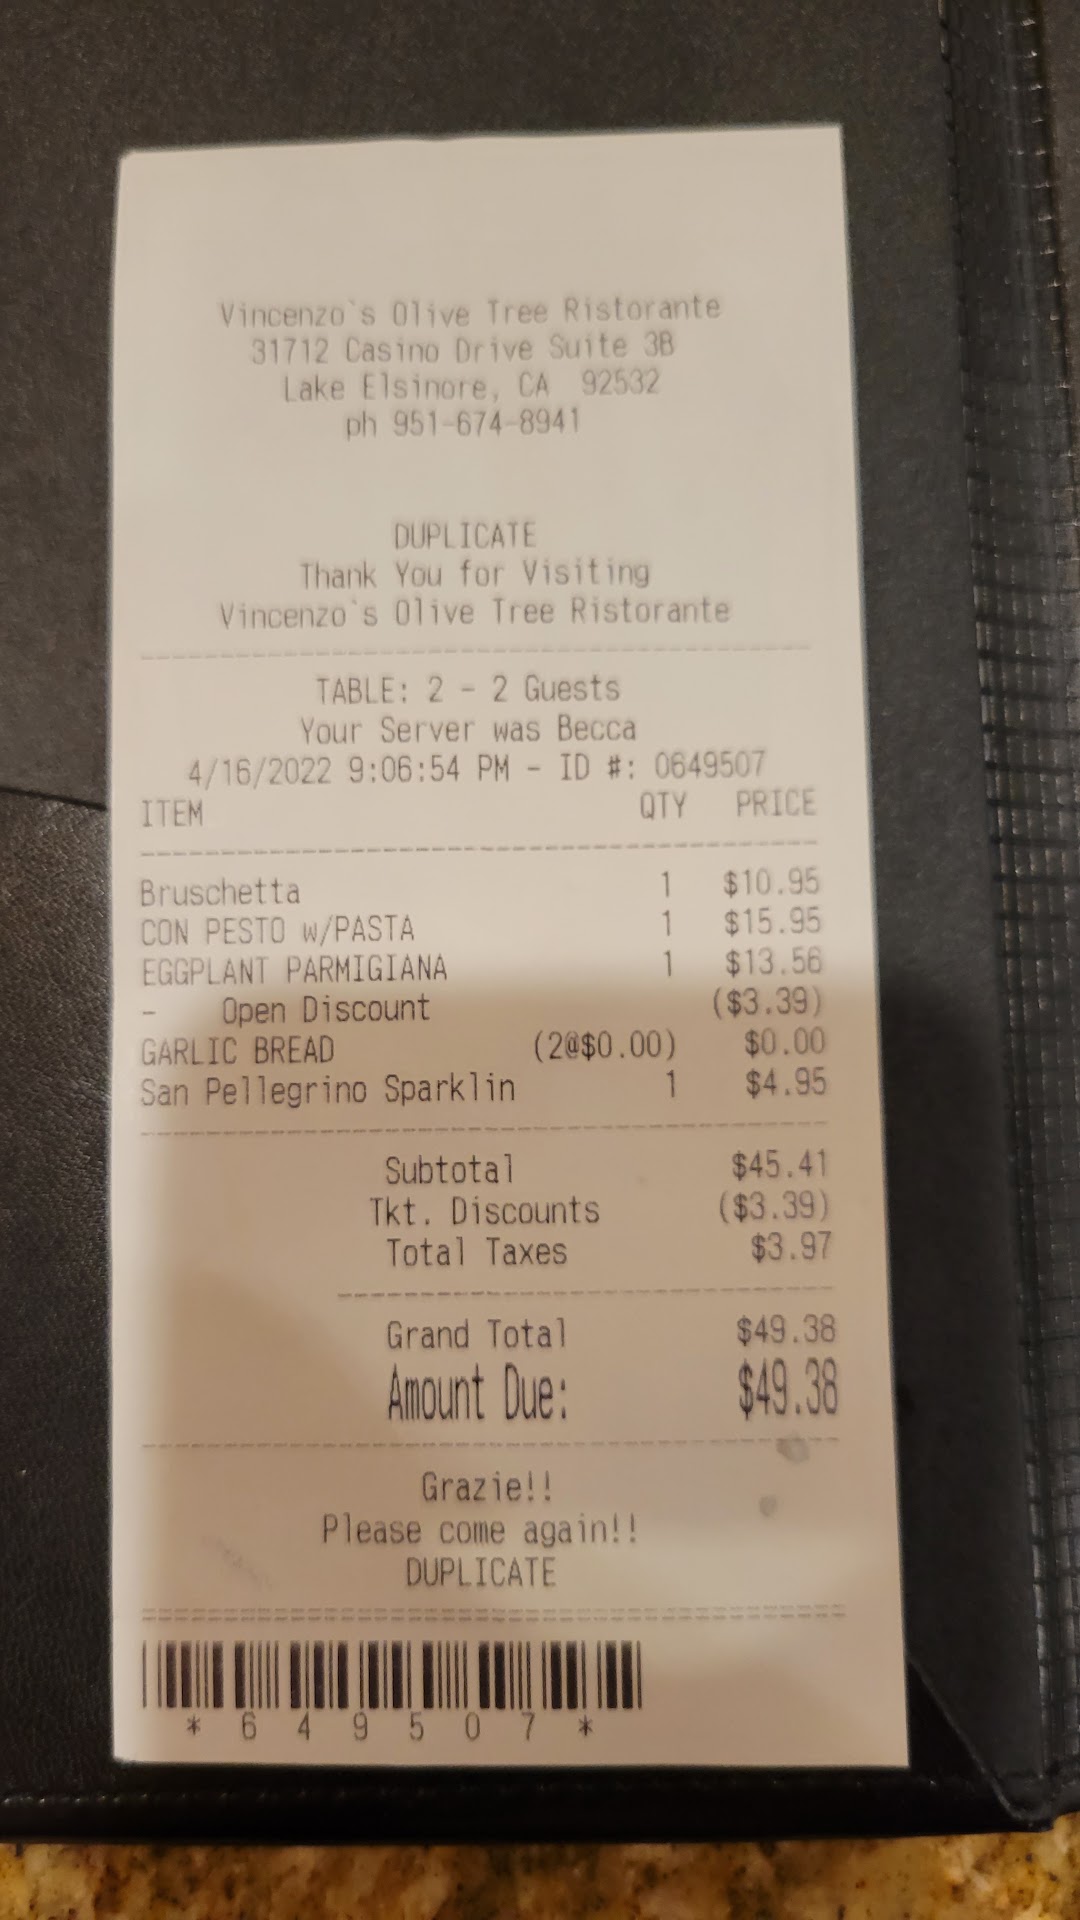 Vincenzo`s Olive Tree Ristorante
31712 Casino Drive Suite 3B
Lake Elsinore, CA 92532
ph 951-674-8941
DUPLICATE
Thank You for Visiting
Vincenzo`s Olive Tree Ristorante
TABLE: 2 - 2 Guests
Your Server was Becca
4/16/2022 9:06:54 PM - ID #: 0649507
ITEM QTY PRICE
Bruschetta 1 $10.95
CON PESTO w/PASTA 1 $15.95
EGGPLANT PARMIGIANA 1 $13.56
- Open Discount ($3.39)
GARLIC BREAD (2@$0.00) $0.00
San Pellegrino Sparklin 1 $4.95
Subtotal $45.41
Tkt. Discounts ($3.39)
Total Taxes $3.97
Grand Total $49.38
Amount Due: $49.38
Grazie!!
Please come again!!
DUPLICATE
* 6 4 9 5 0 7 *